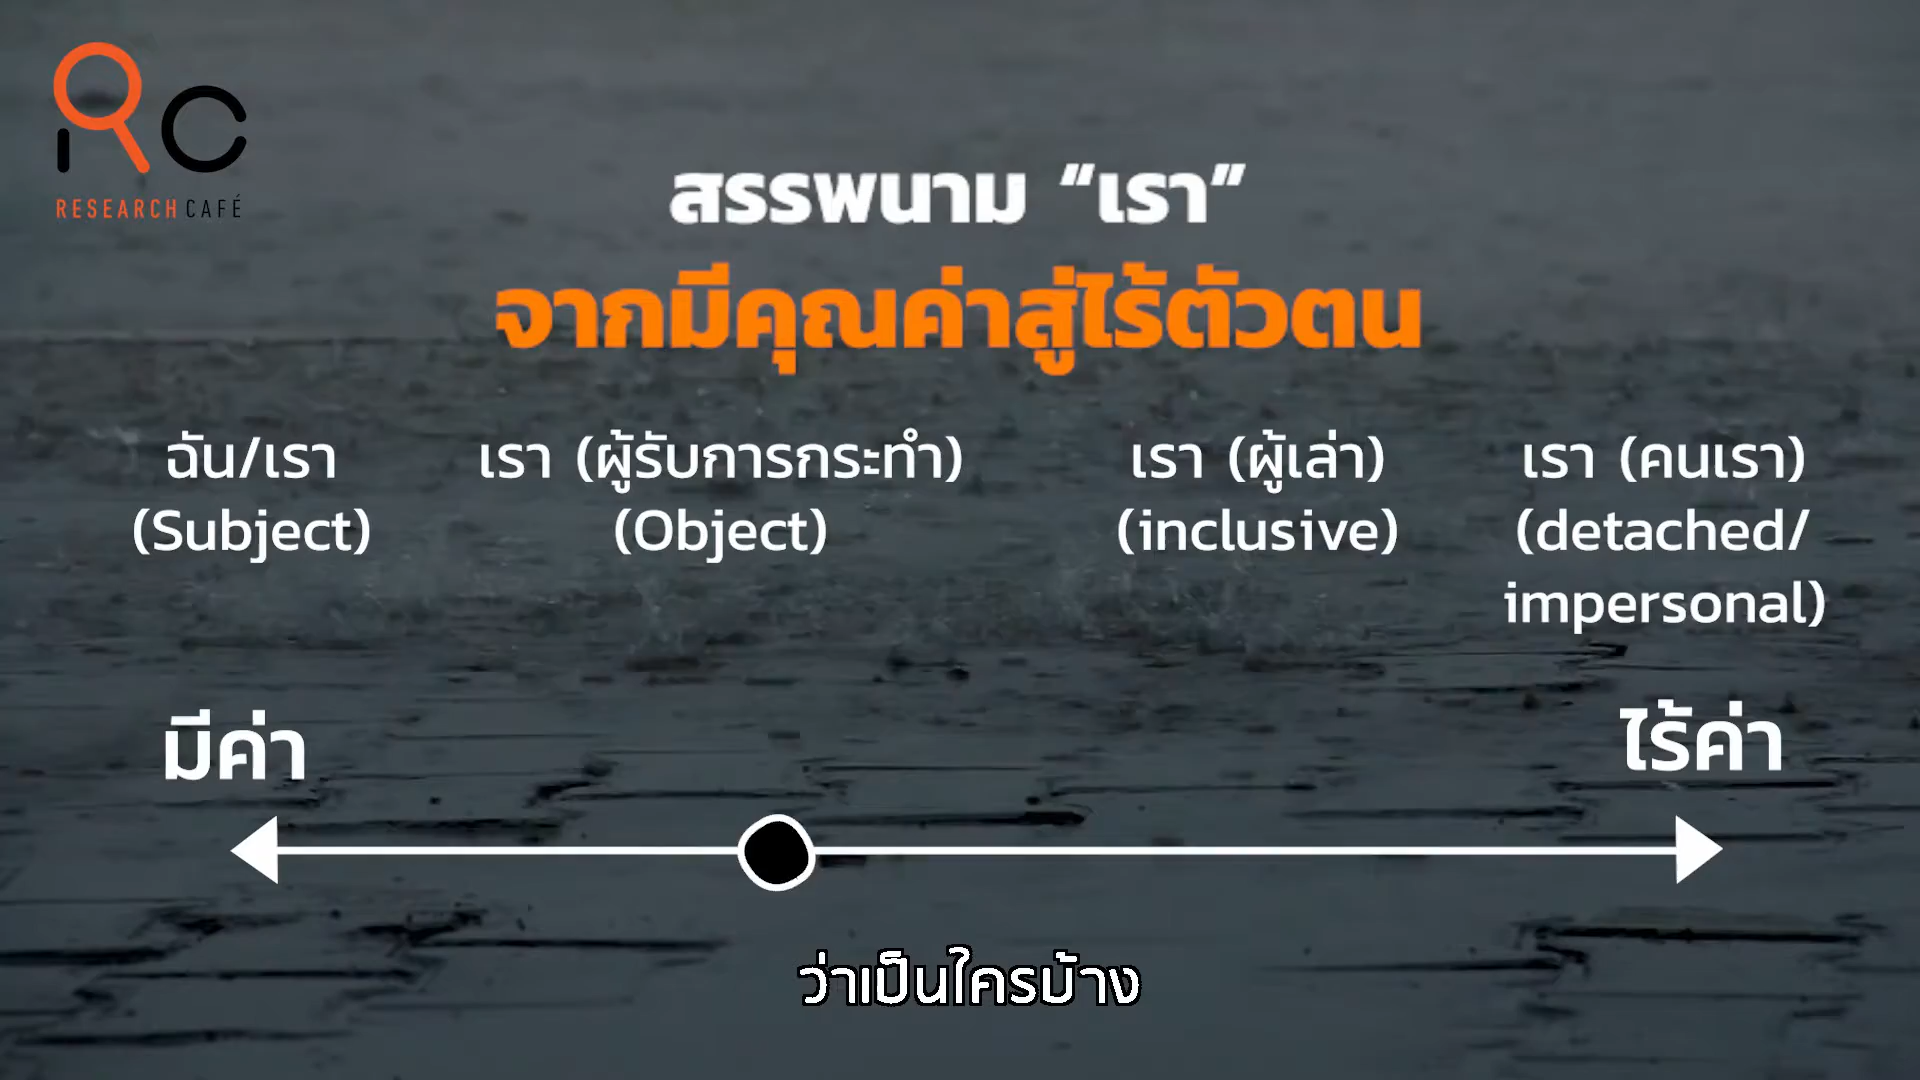 RC
RESEARCH CAFÉ
สรรพนาม “เรา”
จากมีคุณค่าสู่ไร้ตัวตน
ฉัน/เรา
(Subject)
เรา (ผู้รับการกระทำ)
(Object)
เรา (ผู้เล่า)
(inclusive)
เรา (คนเรา)
(detached/
impersonal)
มีค่า
ไร้ค่า
ว่าเป็นใครบ้าง